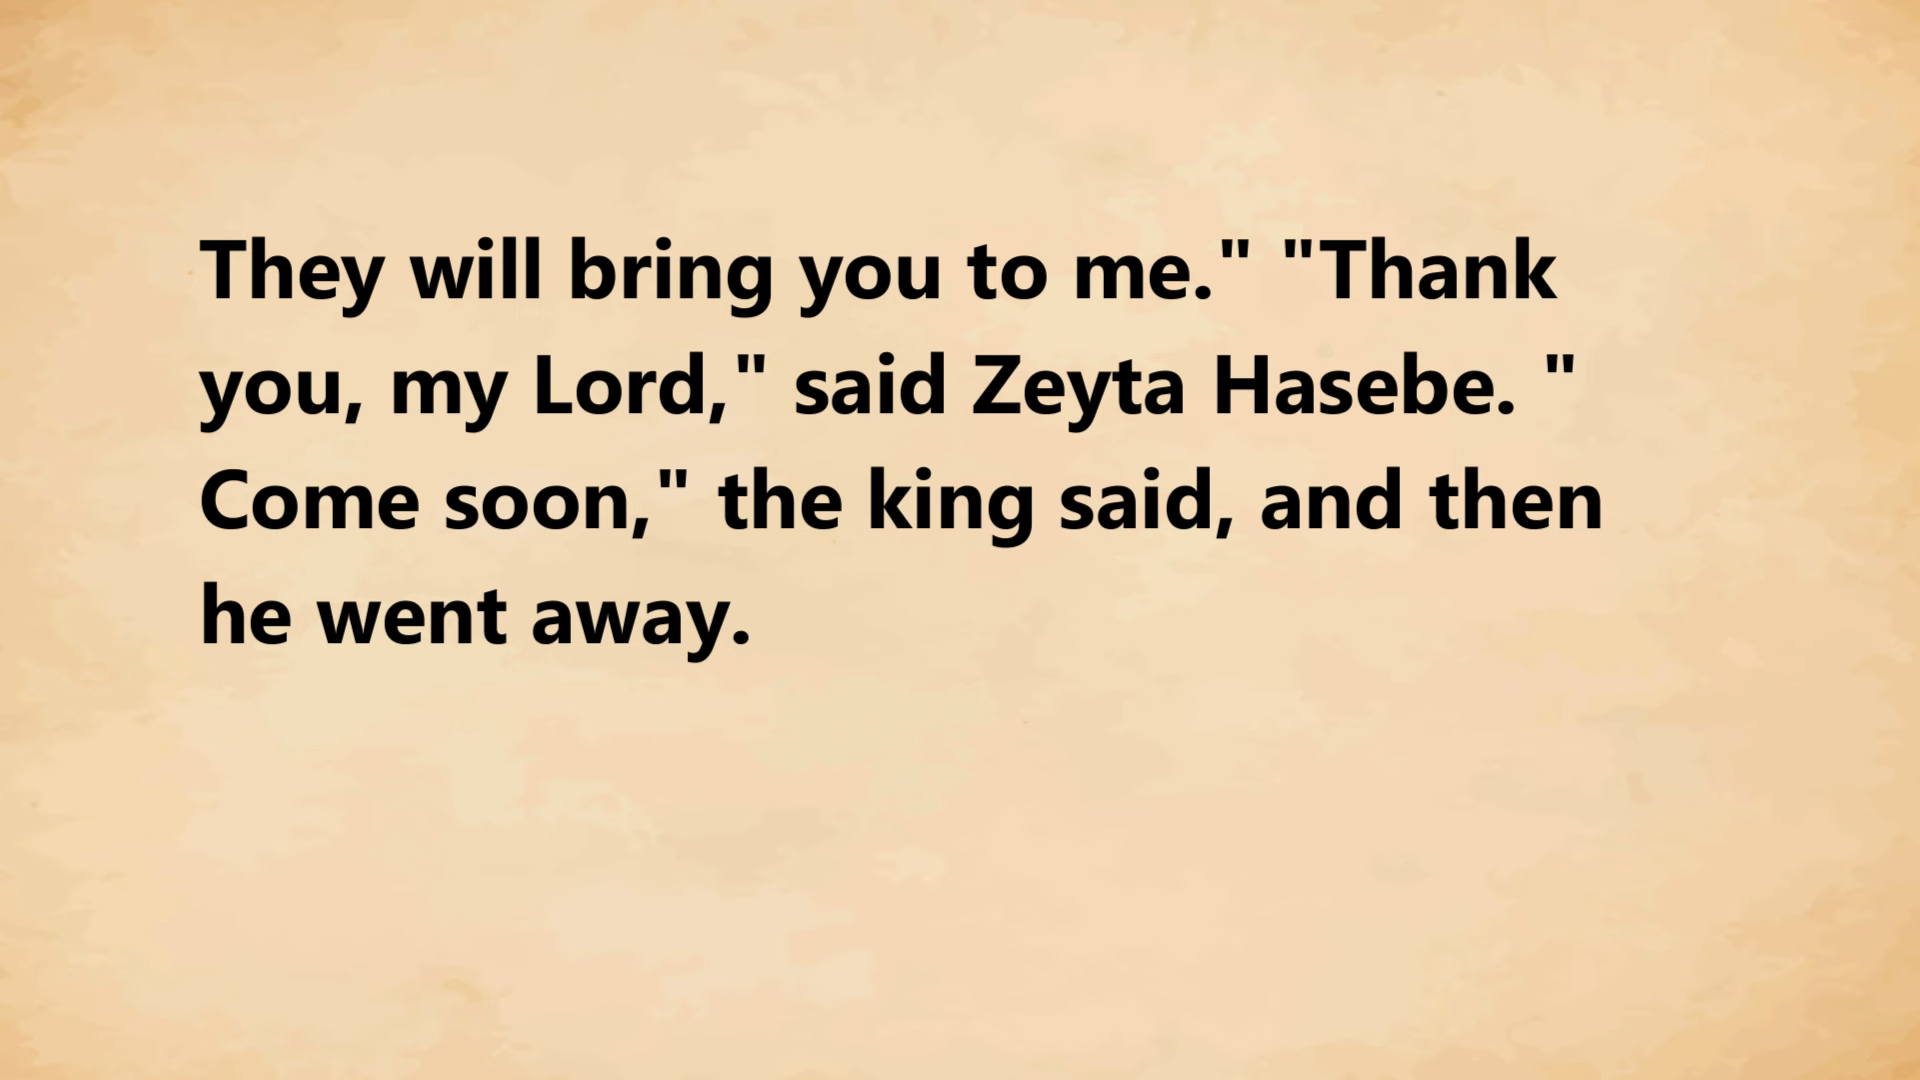 They will bring you to me." "Thank
you, my Lord," said Zeyta Hasebe. "
Come soon," the king said, and then
he went away.